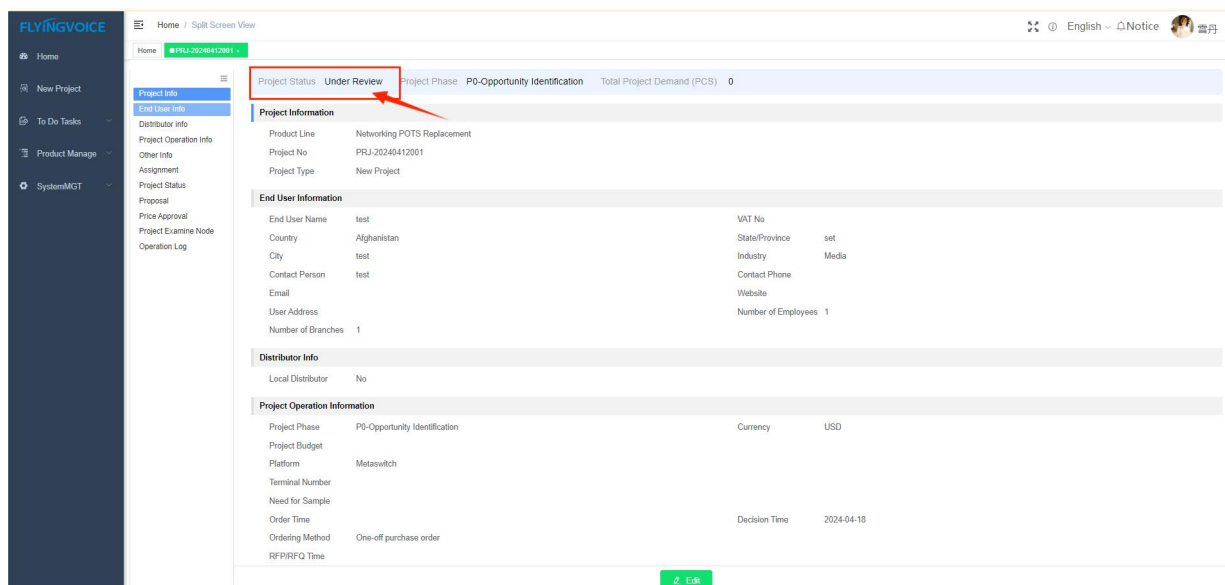 FLYINGVOICE
Home / Split Screen View
English
Notice
雪丹
Home
PRJ-20240412001
Home
New Project
To Do Tasks
Product Manage
SystemMGT
Project Info
End User Info
Distributor info
Project Operation Info
Other Info
Assignment
Project Status
Proposal
Price Approval
Project Examine Node
Operation Log
Project Status Under Review Project Phase P0-Opportunity Identification Total Project Demand (PCS) 0
Project Information
Product Line Networking POTS Replacement
Project No PRJ-20240412001
Project Type New Project
End User Information
End User Name test VAT No
Country Afghanistan State/Province set
City test Industry Media
Contact Person test Contact Phone
Email Website
User Address Number of Employees 1
Number of Branches 1
Distributor Info
Local Distributor No
Project Operation Information
Project Phase P0-Opportunity Identification Currency USD
Project Budget
Platform Metaswitch
Terminal Number
Need for Sample
Order Time Decision Time 2024-04-18
Ordering Method One-off purchase order
RFP/RFQ Time
Edit